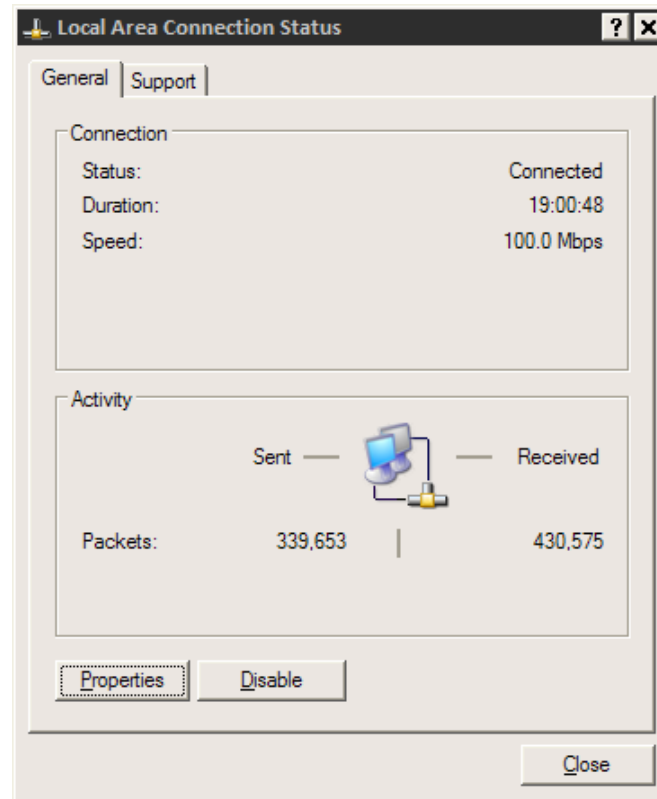 Local Area Connection Status
General Support
Connection
Status: Connected
Duration: 19:00:48
Speed: 100.0 Mbps
Activity
Sent — — Received
Packets: 339,653 | 430,575
Properties Disable
Close